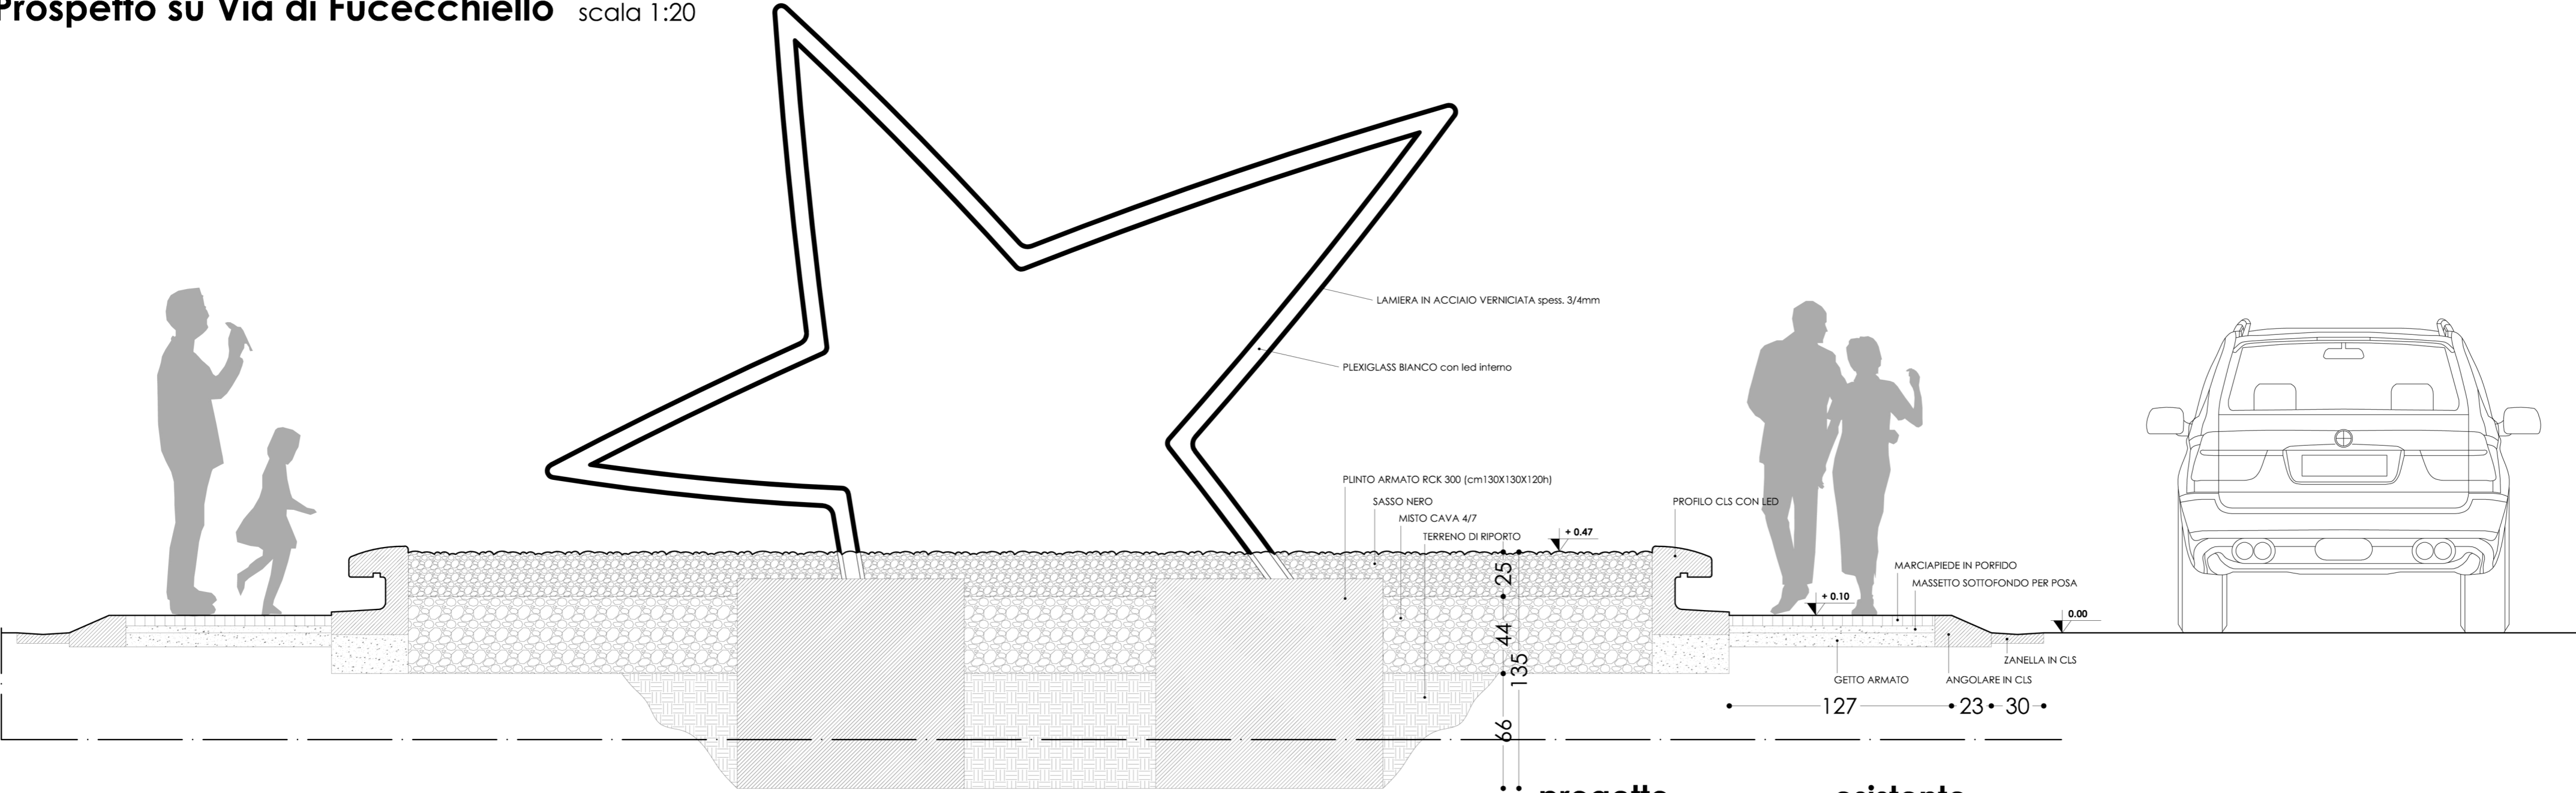 Prospetto su Via di Fucecchiello scala 1:20
LAMIERA IN ACCIAIO VERNICIATA spess. 3/4mm
PLEXIGLASS BIANCO con led interno
PLINTO ARMATO RCK 300 (cm130X130X120h)
SASSO NERO
PROFILO CLS CON LED
MISTO CAVA 4/7
TERRENO DI RIPORTO
+ 0.47
25
MARCIAPIEDE IN PORFIDO
MASSETTO SOTTOFONDO PER POSA
+ 0.10
0.00
44
135
ZANELLA IN CLS
GETTO ARMATO
ANGOLARE IN CLS
127
23
30
66
progetto
esistente